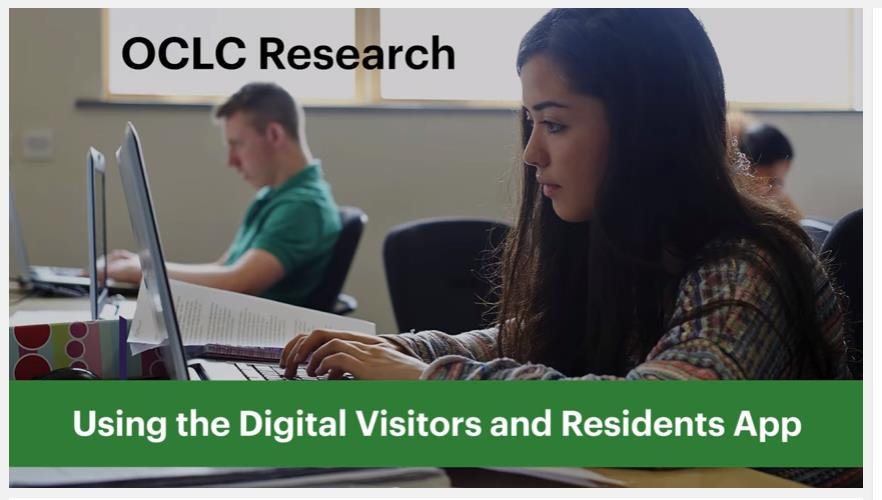 OCLC Research
Using the Digital Visitors and Residents App